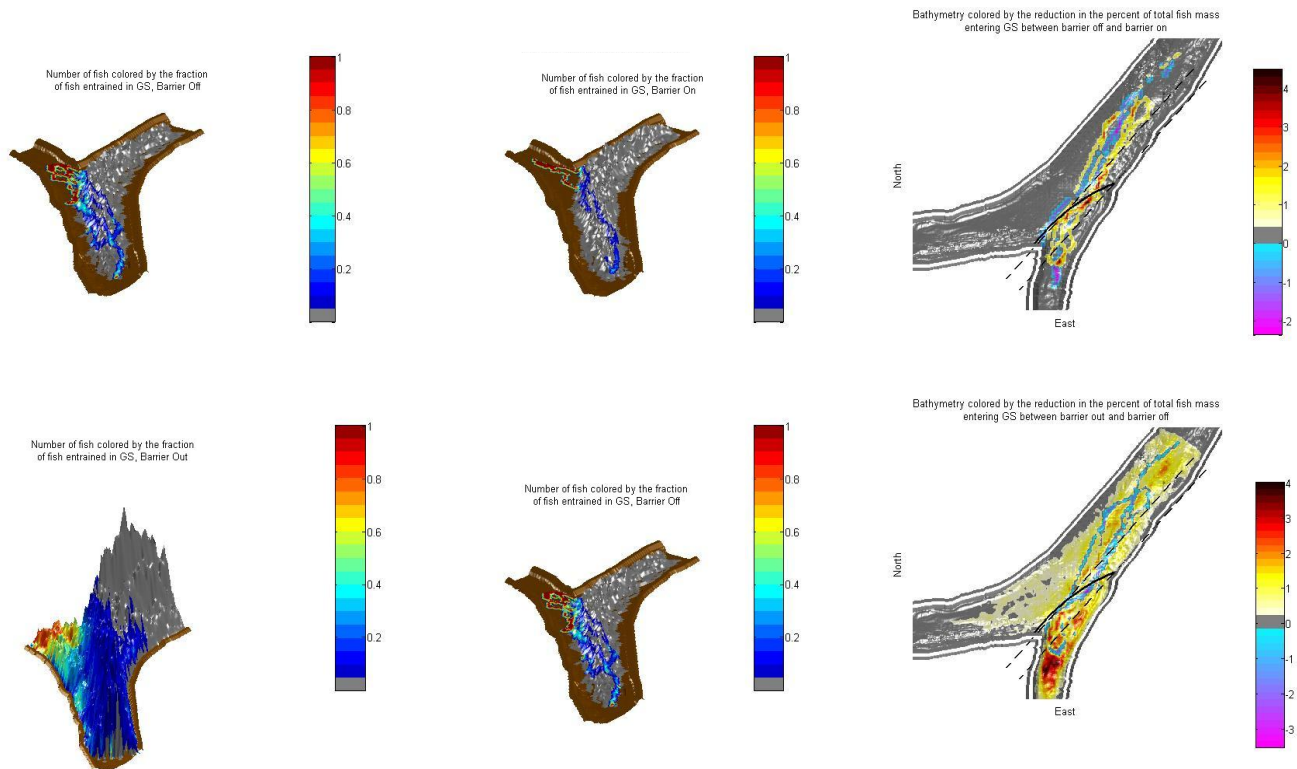 Number of fish colored by the fraction
of fish entrained in GS, Barrier Off
1
0.8
0.6
0.4
0.2
Number of fish colored by the fraction
of fish entrained in GS, Barrier On
1
0.8
0.6
0.4
0.2
Bathymetry colored by the reduction in the percent of total fish mass
entering GS between barrier off and barrier on
North
East
4
3
2
1
0
-1
-2
Number of fish colored by the fraction
of fish entrained in GS, Barrier Out
1
0.8
0.6
0.4
0.2
Number of fish colored by the fraction
of fish entrained in GS, Barrier Off
1
0.8
0.6
0.4
0.2
Bathymetry colored by the reduction in the percent of total fish mass
entering GS between barrier out and barrier off
North
East
4
3
2
1
0
-1
-2
-3